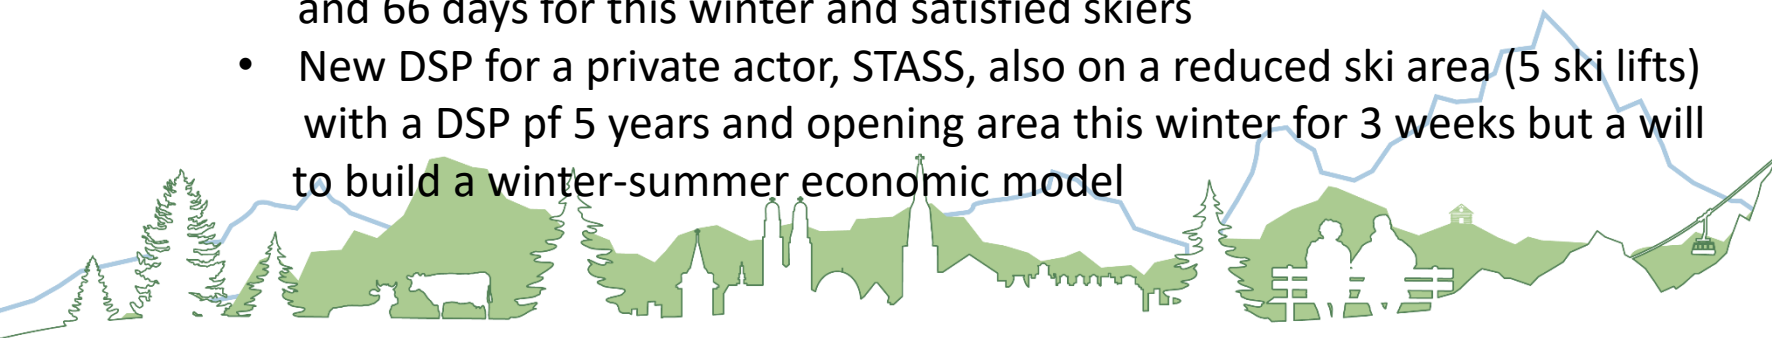 and 66 days for this winter and satisfied skiers
• New DSP for a private actor, STASS, also on a reduced ski area (5 ski lifts)
with a DSP pf 5 years and opening area this winter for 3 weeks but a will
to build a winter-summer economic model